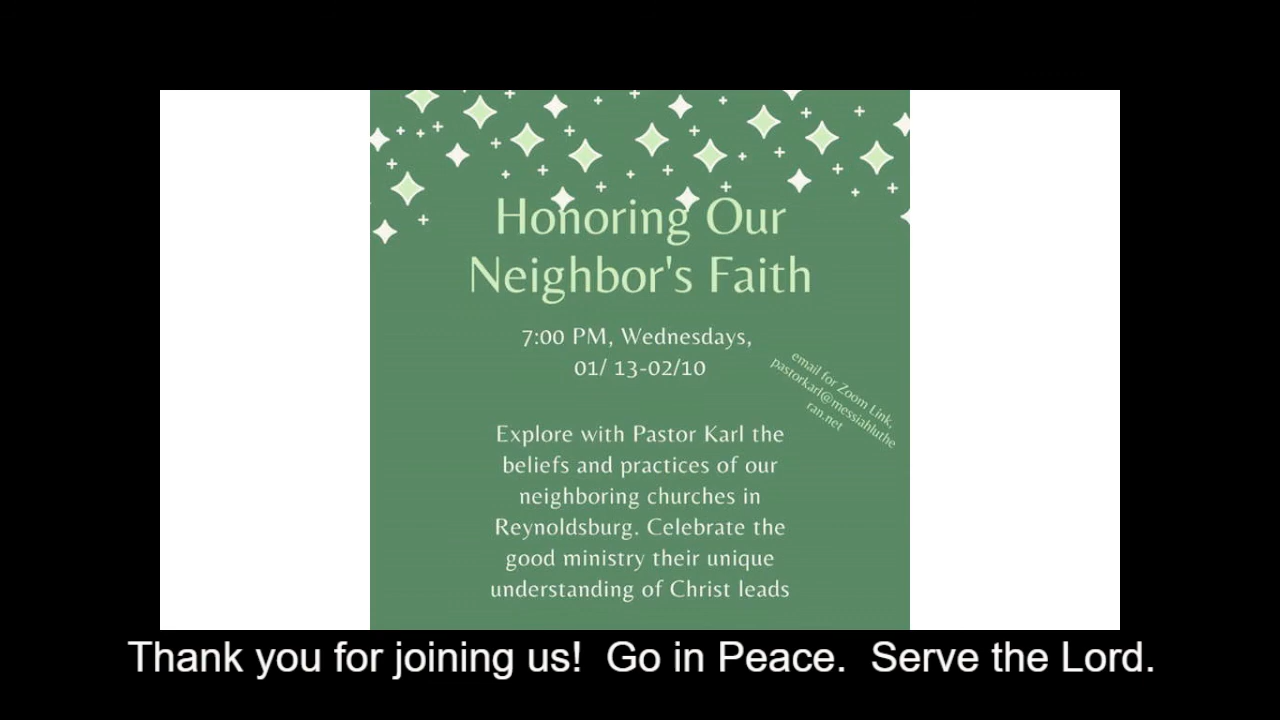 Honoring Our
Neighbor's Faith
7:00 PM, Wednesdays,
01/ 13-02/10
email for Zoom Link,
pastorkarl@messiahluthe
ran.net
Explore with Pastor Karl the
beliefs and practices of our
neighboring churches in
Reynoldsburg. Celebrate the
good ministry their unique
understanding of Christ leads
Thank you for joining us!  Go in Peace.  Serve the Lord.